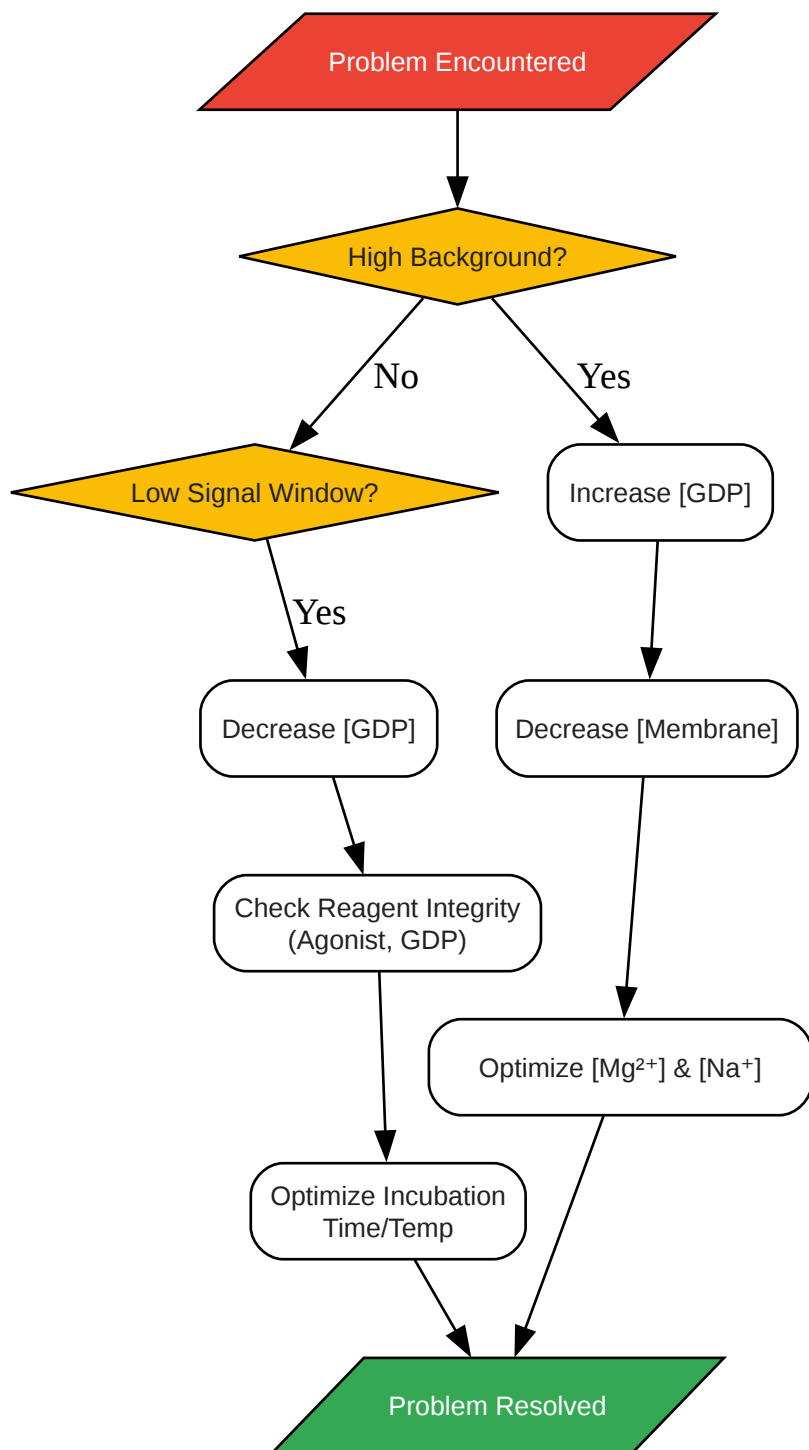 Problem Encountered
High Background?
No
Yes
Low Signal Window?
Increase [GDP]
Yes
Decrease [GDP]
Decrease [Membrane]
Check Reagent Integrity
(Agonist, GDP)
Optimize [Mg²⁺] & [Na⁺]
Optimize Incubation
Time/Temp
Problem Resolved